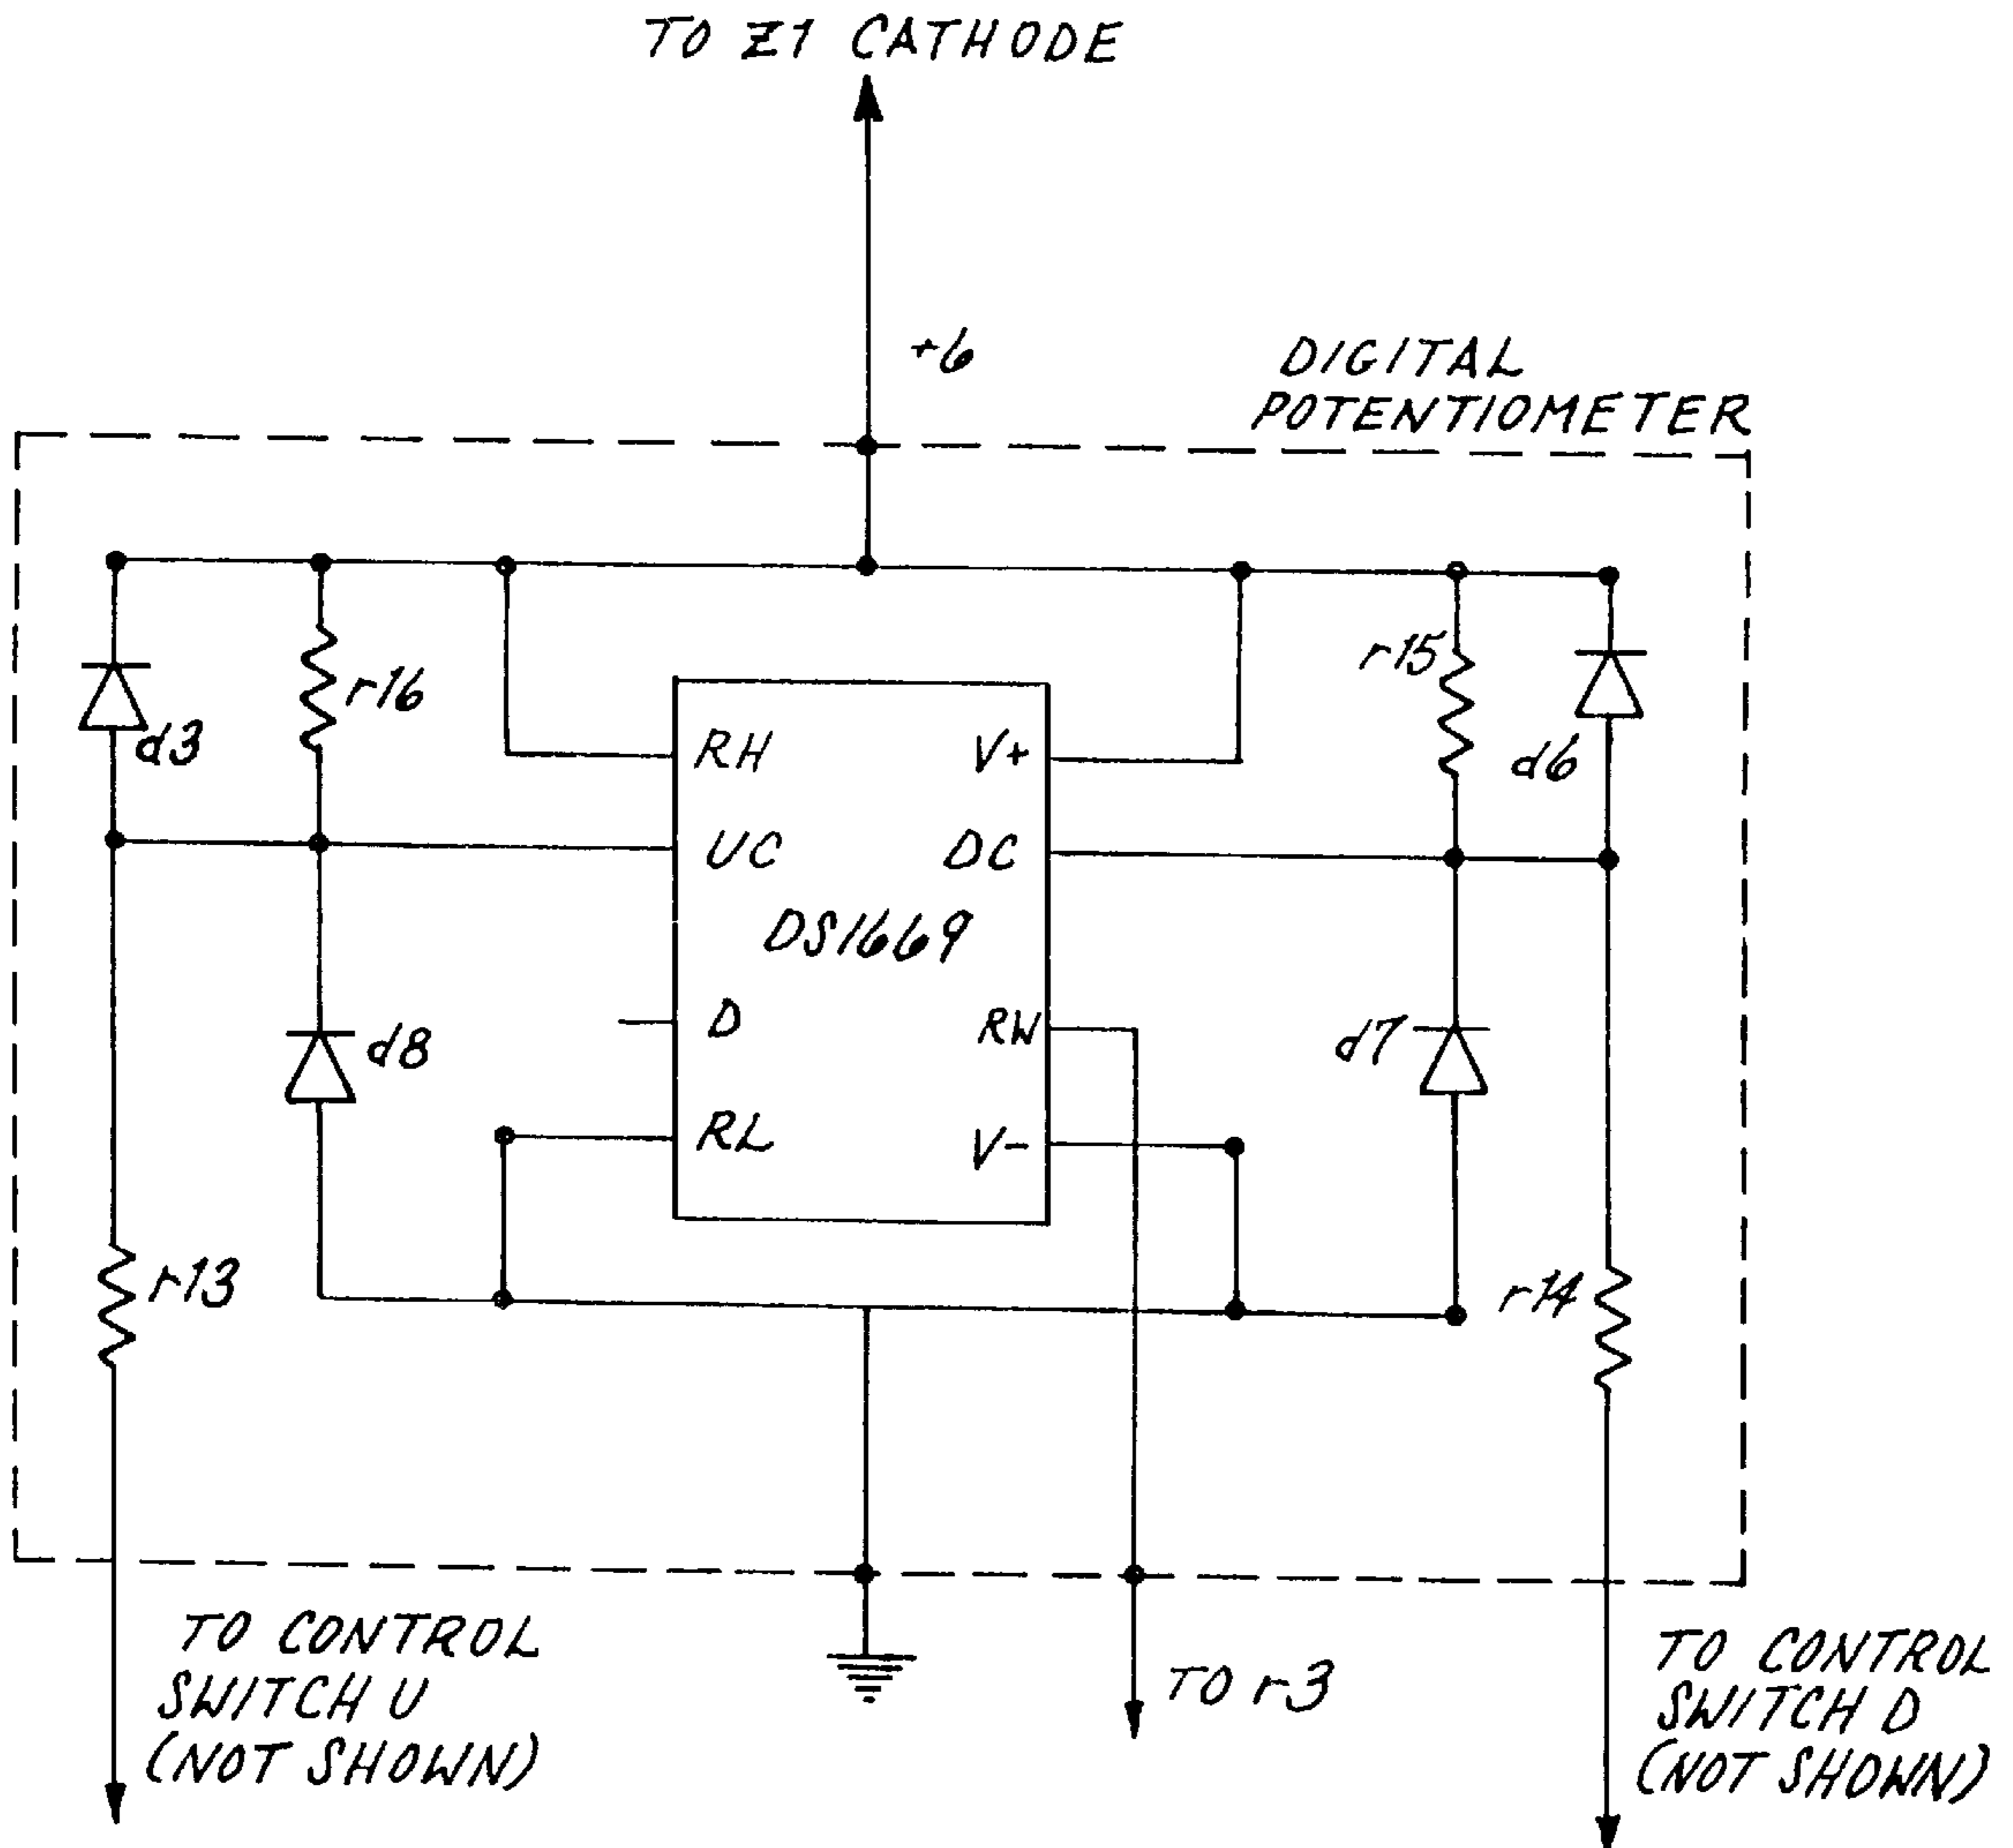 TO Z1 CATHODE
+6
DIGITAL
POTENTIOMETER
r16
r15
d3
d6
RH
V+
UC
DC
DS1669
D
RW
d8
d7
RL
V-
r13
r14
TO CONTROL
SWITCH U
(NOT SHOWN)
TO r3
TO CONTROL
SWITCH D
(NOT SHOWN)